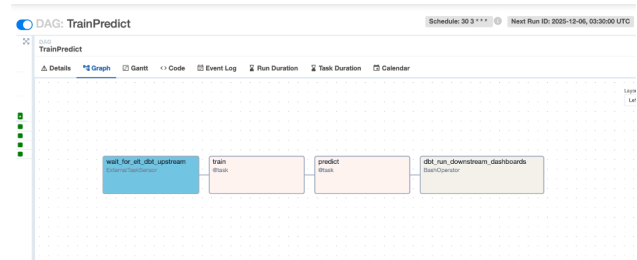 DAG: TrainPredict
Schedule: 30 3 * * *
Next Run ID: 2025-12-06, 03:30:00 UTC
DAG
TrainPredict
Details
Graph
Gantt
<> Code
Event Log
Run Duration
Task Duration
Calendar
wait_for_elt_dbt_upstream
ExternalTaskSensor
train
@task
predict
@task
dbt_run_downstream_dashboards
BashOperator